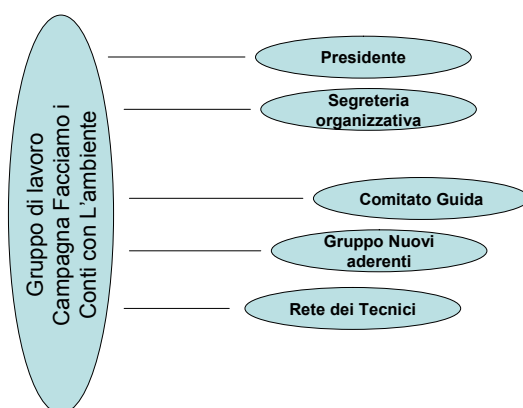 Gruppo di lavoro
Campagna Facciamo i
Conti con L'ambiente
Presidente
Segreteria
organizzativa
Comitato Guida
Gruppo Nuovi
aderenti
Rete dei Tecnici